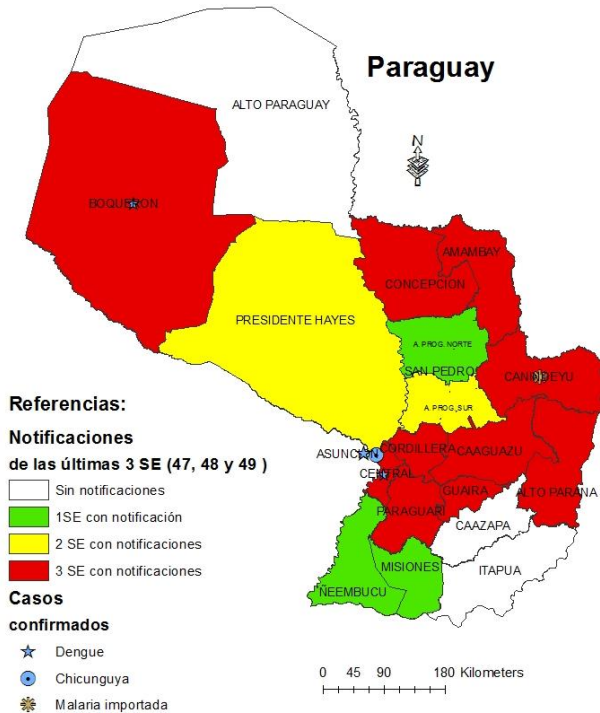 Paraguay
N
ALTO PARAGUAY
BOQUERON
AMAMBAY
CONCEPCION
PRESIDENTE HAYES
A. PROG. NORTE
SAN PEDRO
CANINDEYU
A. PROG. SUR
ASUNCION
CORDILLERA
CAAGUAZU
CENTRAL
GUAIRA
ALTO PARANA
PARAGUARI
CAAZAPA
MISIONES
ITAPUA
ÑEEMBUCU
Referencias:
Notificaciones
de las últimas 3 SE (47, 48 y 49 )
Sin notificaciones
1SE con notificación
2 SE con notificaciones
3 SE con notificaciones
Casos
confirmados
Dengue
Chicunguya
Malaria importada
0 45 90 180 Kilometers